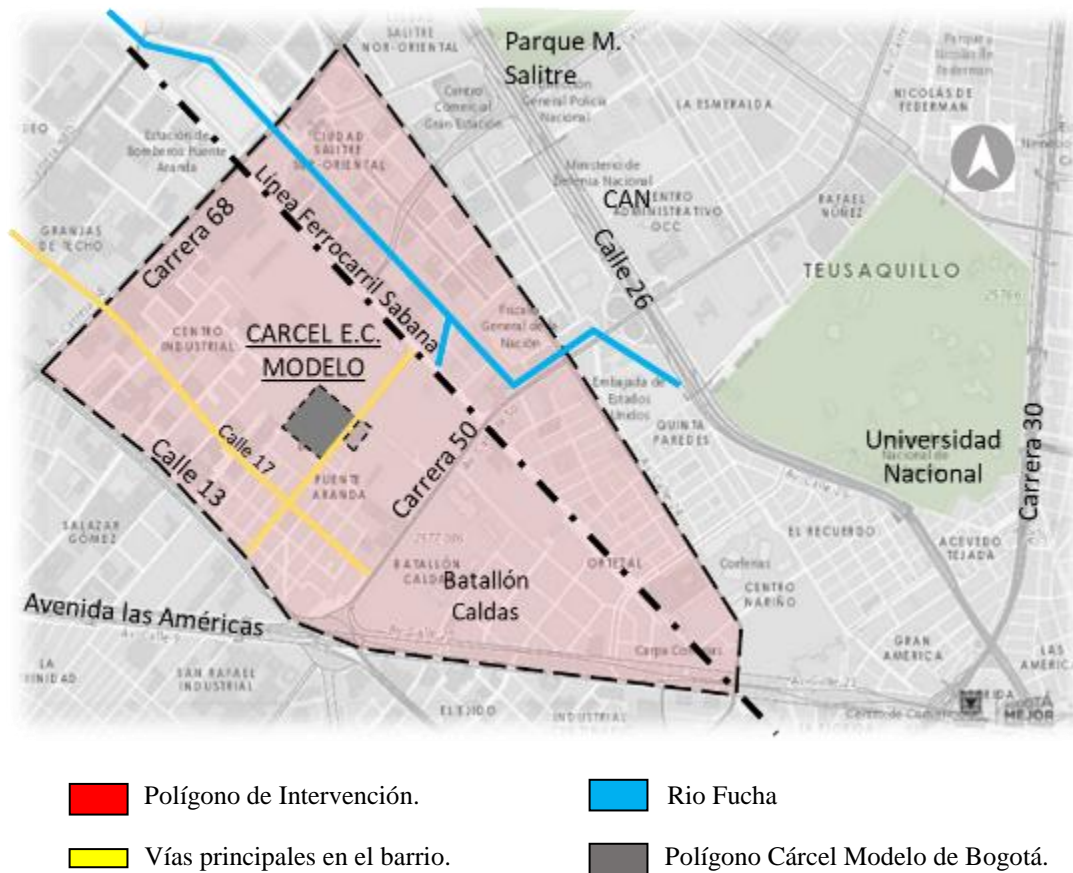 CIUDAD
SALITRE
NOR-ORIENTAL
Parque M.
Salitre
General Policía
Nacional
Centro
Comercial
Gran Estación
LA ESMERALDA
Parque
Nicolás de
Federman
NICOLÁS DE
FEDERMAN
Estación de
Bomberos Puente
Aranda
CIUDAD
SALITRE
SUR-ORIENTAL
Ministerio de
Defensa Nacional
CAN
CENTRO
ADMINISTRATIVO
OCC
RAFAEL
NÚÑEZ
GRANJAS
DE TECHO
Carrera 68
Línea Ferrocarril Sabana
Calle 26
TEUSAQUILLO
CENTRO
INDUSTRIAL
CARCEL E.C.
MODELO
Fiscalía
General de la
Nación
Embajada de
Estados
Unidos
QUINTA
PAREDES
Universidad
Nacional
Carrera 30
Calle 17
Calle 13
PUENTE
ARANDA
Carrera 50
EL RECUERDO
ACEVEDO
TEJADA
SALAZAR
GÓMEZ
BATALLÓN
CALDAS
Batallón
Caldas
ORTEZAL
Corferias
CENTRO
NARIÑO
Avenida las Américas
GRAN
AMÉRICA
LAS
SAN RAFAEL
INDUSTRIAL
EL EJIDO
INDUSTRIAL
MEJOR
Polígono de Intervención.
Rio Fucha
Vías principales en el barrio.
Polígono Cárcel Modelo de Bogotá.